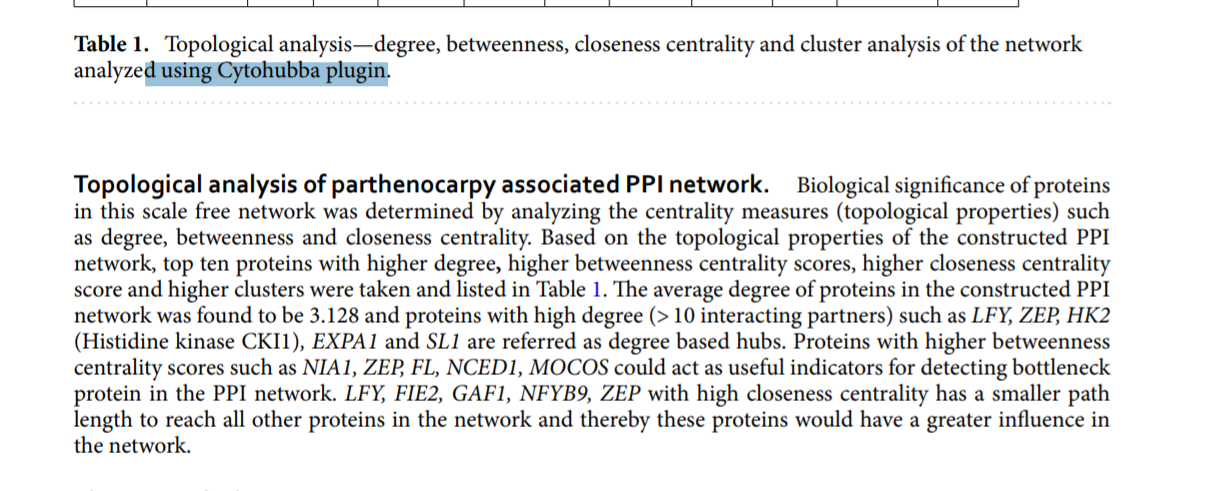 Table 1. Topological analysis—degree, betweenness, closeness centrality and cluster analysis of the network
analyzed using Cytohubba plugin.
Topological analysis of parthenocarpy associated PPI network. Biological significance of proteins
in this scale free network was determined by analyzing the centrality measures (topological properties) such
as degree, betweenness and closeness centrality. Based on the topological properties of the constructed PPI
network, top ten proteins with higher degree, higher betweenness centrality scores, higher closeness centrality
score and higher clusters were taken and listed in Table 1. The average degree of proteins in the constructed PPI
network was found to be 3.128 and proteins with high degree (> 10 interacting partners) such as LFY, ZEP, HK2
(Histidine kinase CKI1), EXPA1 and SL1 are referred as degree based hubs. Proteins with higher betweenness
centrality scores such as NIA1, ZEP, FL, NCED1, MOCOS could act as useful indicators for detecting bottleneck
protein in the PPI network. LFY, FIE2, GAF1, NFYB9, ZEP with high closeness centrality has a smaller path
length to reach all other proteins in the network and thereby these proteins would have a greater influence in
the network.